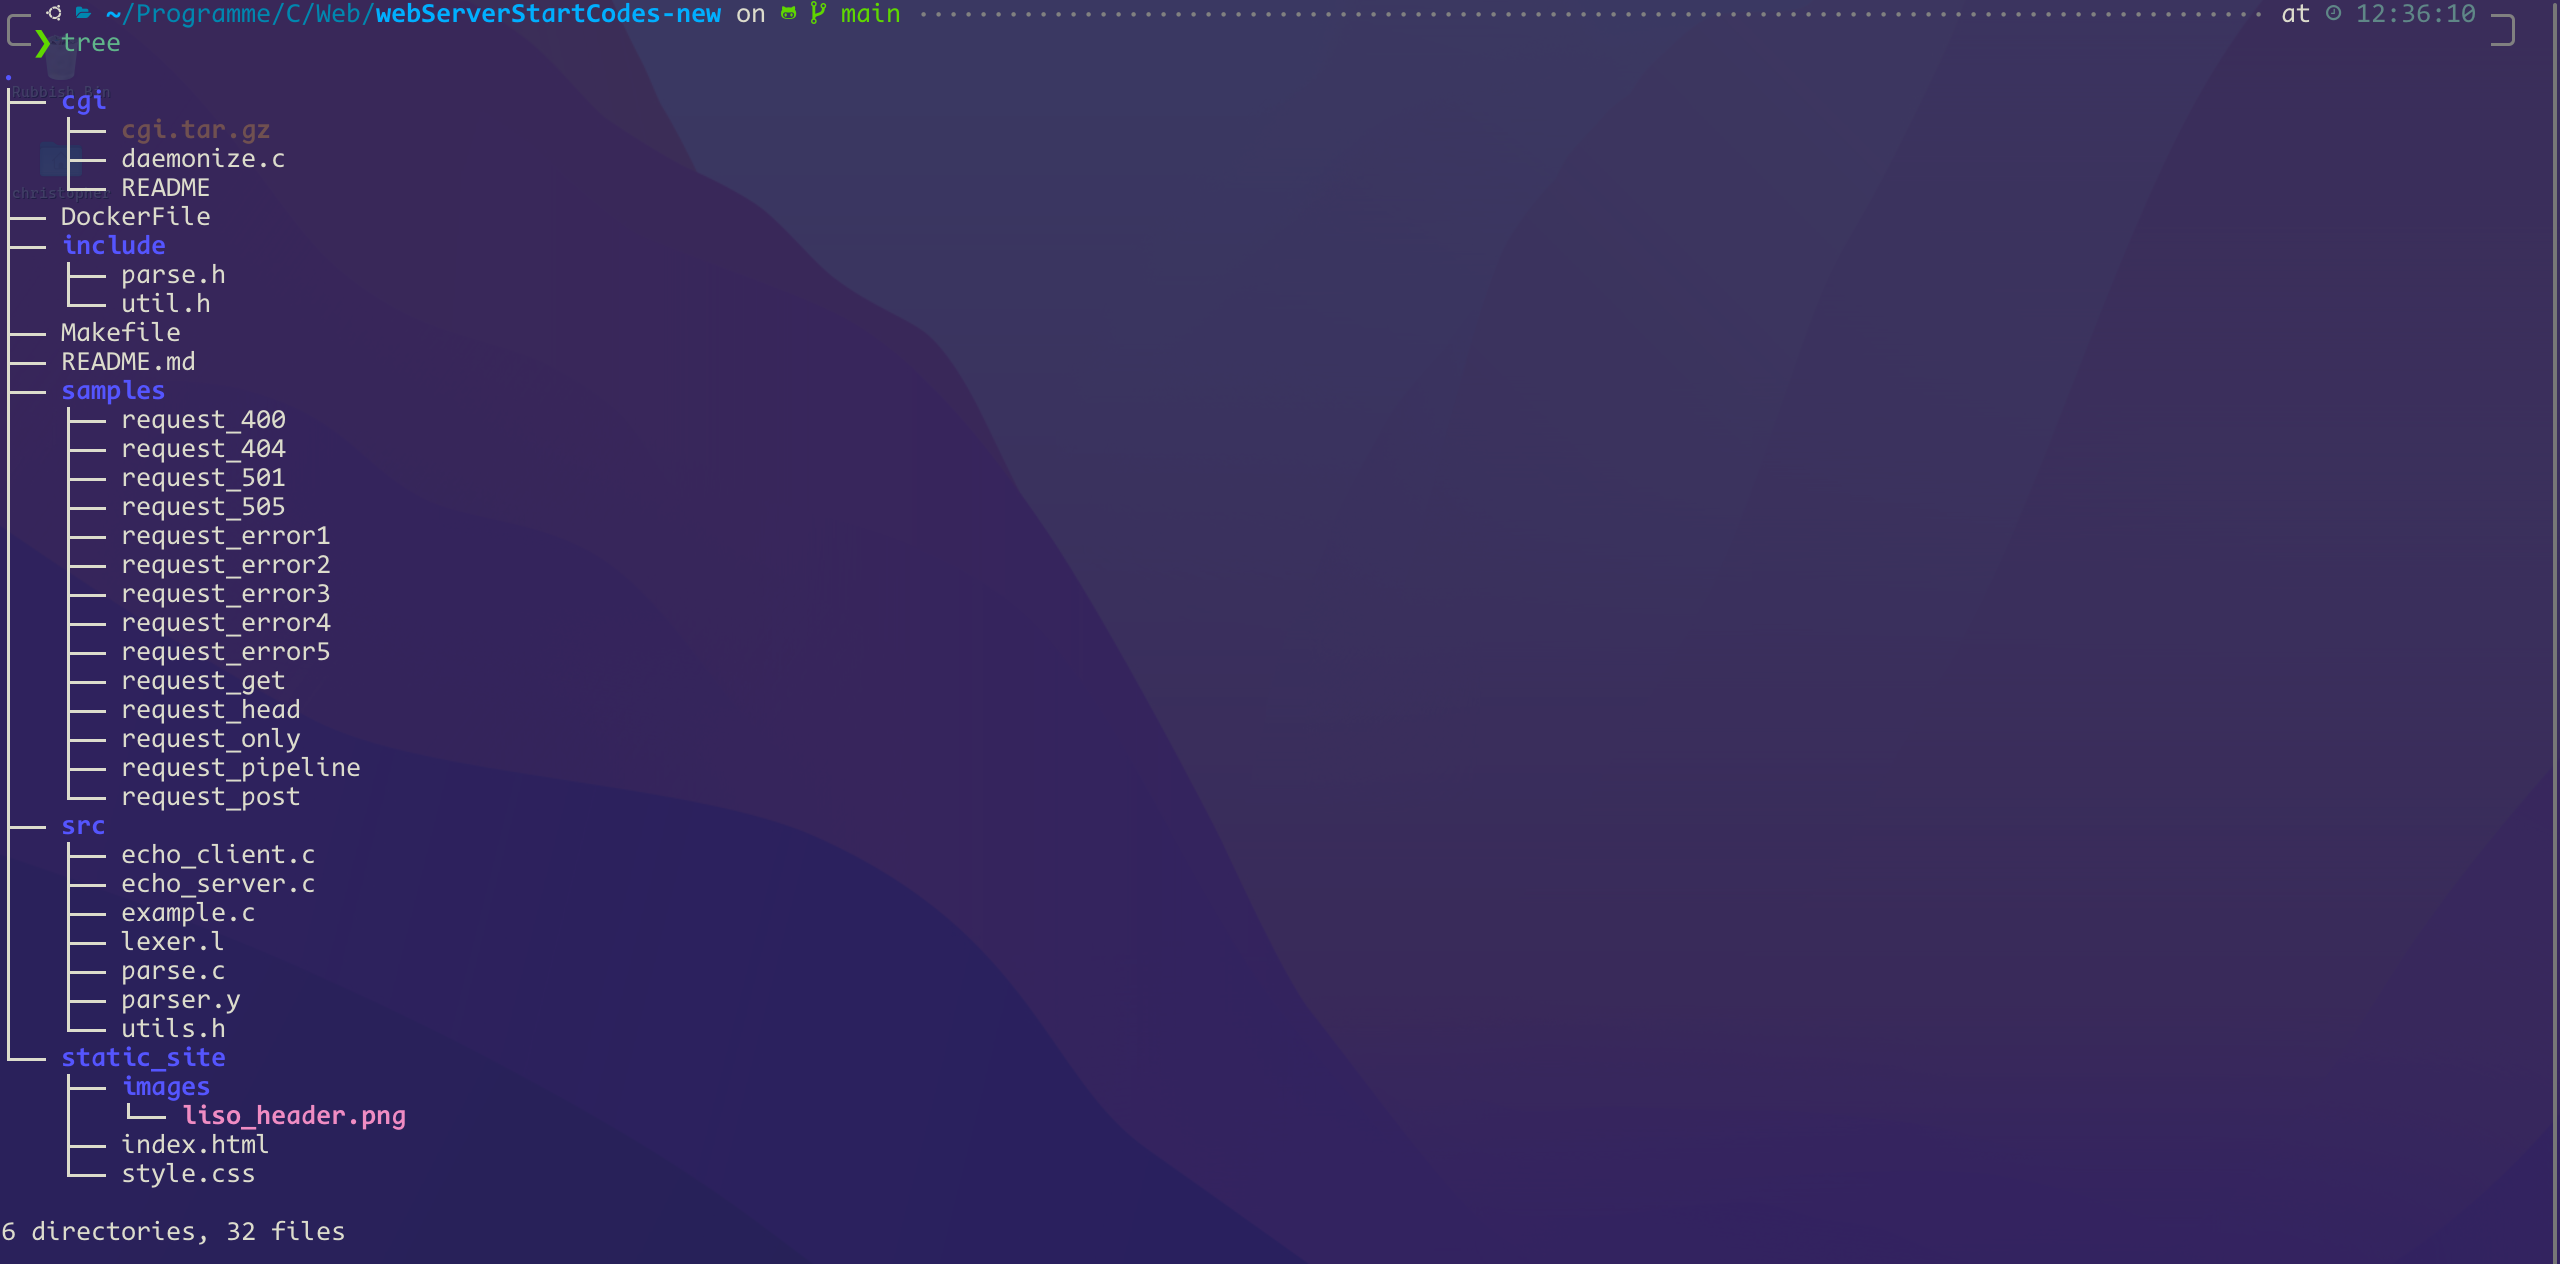 ~/Programme/C/Web/webServerStartCodes-new on main at 12:36:10
❯ tree
.
Rubbish Bin
├── cgi
│   ├── cgi.tar.gz
│   ├── daemonize.c
│   └── README
christopher
├── DockerFile
├── include
│   ├── parse.h
│   └── util.h
├── Makefile
├── README.md
├── samples
│   ├── request_400
│   ├── request_404
│   ├── request_501
│   ├── request_505
│   ├── request_error1
│   ├── request_error2
│   ├── request_error3
│   ├── request_error4
│   ├── request_error5
│   ├── request_get
│   ├── request_head
│   ├── request_only
│   ├── request_pipeline
│   └── request_post
├── src
│   ├── echo_client.c
│   ├── echo_server.c
│   ├── example.c
│   ├── lexer.l
│   ├── parse.c
│   ├── parser.y
│   └── utils.h
└── static_site
    ├── images
    │   └── liso_header.png
    ├── index.html
    └── style.css
6 directories, 32 files